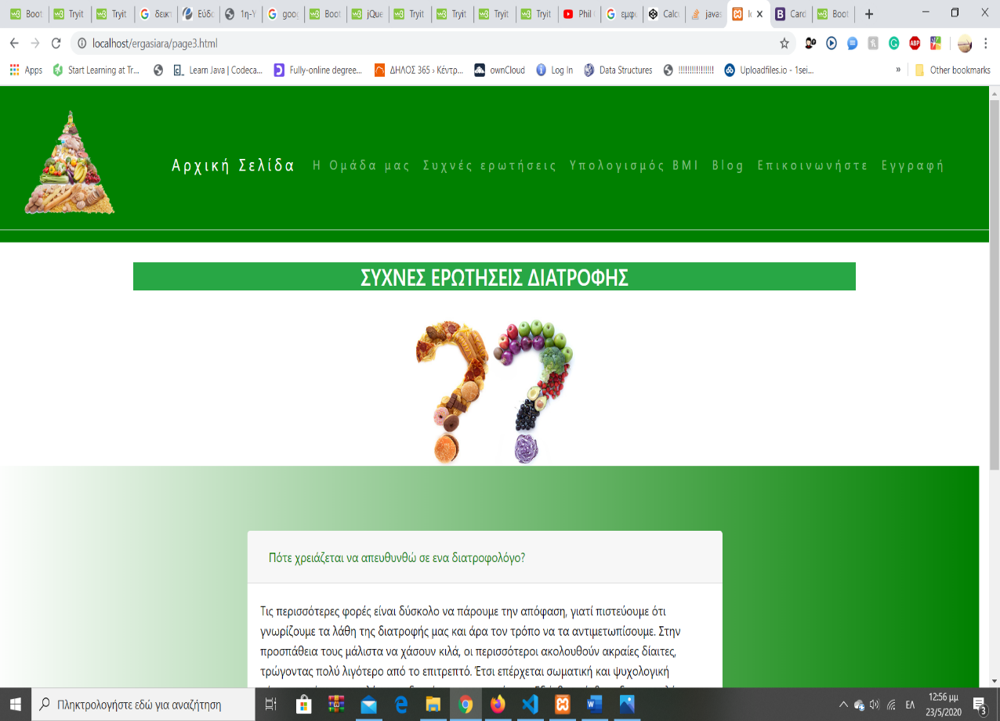 Boot Tryit Tryit δεικτ Εύδο 1η-Υ goog Boot jQue Tryit Tryit Tryit Tryit Phil εμφα Calcu javas Card Boot
localhost/ergasiara/page3.html
Apps Start Learning at Tr... Learn Java | Codeca... Fully-online degree... ΔΗΛΟΣ 365 › Κέντρ... ownCloud Log In Data Structures !!!!!!!!!!!!!!!! Uploadfiles.io - 1sei... » Other bookmarks
Αρχική Σελίδα Η Ομάδα μας Συχνές ερωτήσεις Υπολογισμός BMI Blog Επικοινωνήστε Εγγραφή
ΣΥΧΝΕΣ ΕΡΩΤΗΣΕΙΣ ΔΙΑΤΡΟΦΗΣ
Πότε χρειάζεται να απευθυνθώ σε ενα διατροφολόγο?
Τις περισσότερες φορές είναι δύσκολο να πάρουμε την απόφαση, γιατί πιστεύουμε ότι
γνωρίζουμε τα λάθη της διατροφής μας και άρα τον τρόπο να τα αντιμετωπίσουμε. Στην
προσπάθεια τους μάλιστα να χάσουν κιλά, οι περισσότεροι ακολουθούν ακραίες δίαιτες,
τρώγοντας πολύ λιγότερο από το επιτρεπτό. Έτσι επέρχεται σωματική και ψυχολογική
Πληκτρολογήστε εδώ για αναζήτηση
ΕΛ
12:56 μμ
23/5/2020
3